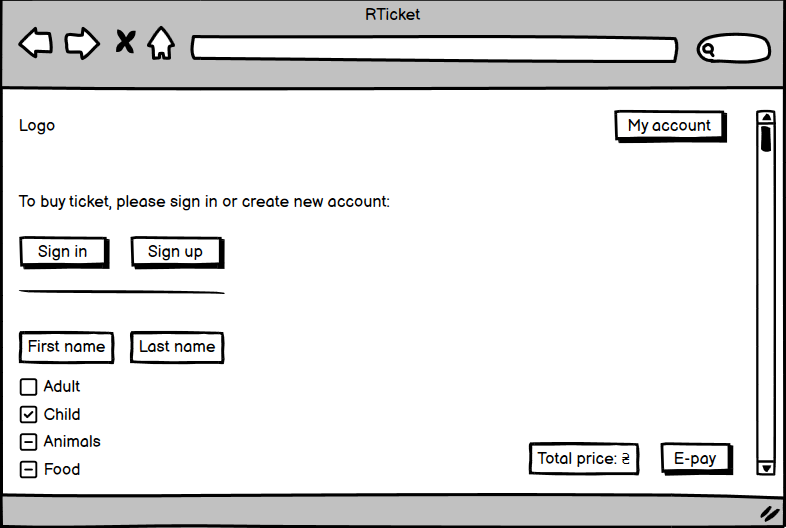 RTicket
Logo
My account
To buy ticket, please sign in or create new account:
Sign in
Sign up
First name
Last name
Adult
Child
Animals
Food
Total price: ₴
E-pay